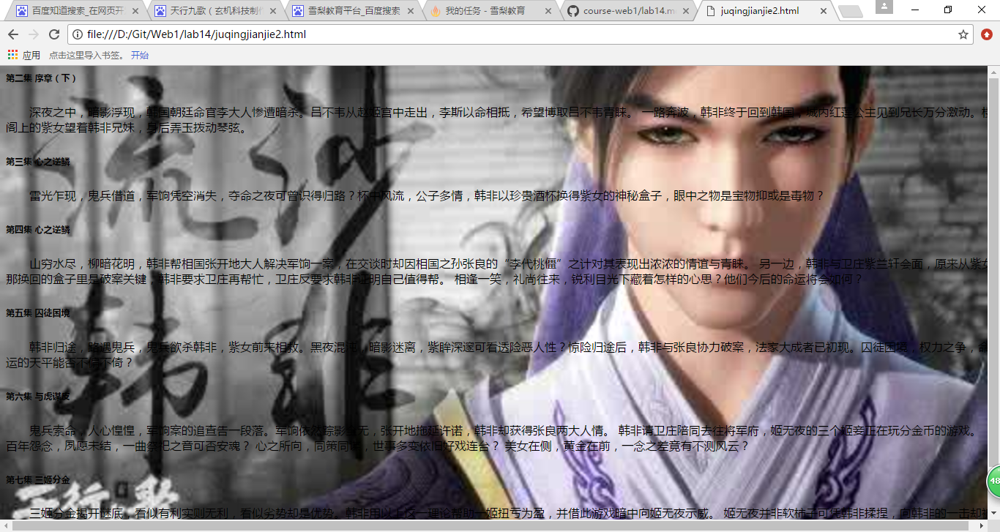 百度知道搜索_在网页开
天行九歌（玄机科技制作
雪梨教育平台_百度搜索
我的任务 - 雪梨教育
course-web1/lab14.m
juqingjianjie2.html
file:///D:/Git/Web1/lab14/juqingjianjie2.html
应用 点击这里导入书签。 开始
第二集 序章（下）
深夜之中，暗影浮现，韩国朝廷命官李大人惨遭暗杀。吕不韦从赵姬宫中走出，李斯以命相抵，希望博取吕不韦青睐。 一路奔波，韩非终于回到韩国，城内红莲公主见到兄长万分激动。楼
阁上的紫女望着韩非兄妹，身后弄玉拨动琴弦。
流沙
第三集 心之逆鳞
雷光乍现，鬼兵借道，军饷凭空消失，夺命之夜可曾识得归路？杯中风流，公子多情，韩非以珍贵酒杯换得紫女的神秘盒子，眼中之物是宝物抑或是毒物？
第四集 心之逆鳞
山穷水尽，柳暗花明，韩非帮相国张开地大人解决军饷一案，在交谈时却因相国之孙张良的“李代桃僵”之计对其表现出浓浓的情谊与青睐。 另一边，韩非与卫庄紫兰轩会面，原来从紫女
那换回的盒子里是破案关键，韩非要求卫庄再帮忙，卫庄反要求韩非证明自己值得帮。 相逢一笑，礼尚往来，锐利目光下藏着怎样的心思？他们今后的命运将会如何？
韩非
第五集 囚徒困境
韩非归途，路遇鬼兵，鬼兵欲杀韩非，紫女前来相救。黑夜混沌，暗影迷离，紫眸深邃可看透险恶人性？惊险归途后，韩非与张良协力破案，法家大成者已初现。囚徒困境，权力之争，命
运的天平能否不偏不倚？
第六集 与虎谋皮
鬼兵索命，人心惶惶，军饷案的追查告一段落。军饷依然踪影全无，张开地拖延许诺，韩非却获得张良两大人情。 韩非请卫庄陪同去往将军府，姬无夜的三个姬妾正在玩分金币的游戏。
百年怨念，夙愿未结，一曲祭祀之音可否安魂？ 心之所向，同策同谋，世事多变依旧好戏连台？ 美女在侧，黄金在前，一念之差竟有不测风云？
第七集 三姬分金
三姬分金揭开谜底，看似有利实则无利，看似劣势却是优势。韩非用以上这一理论帮助一姬扭亏为盈，并借此游戏暗中向姬无夜示威。 姬无夜并非软柿子可凭韩非揉捏，向韩非的一击却被
48